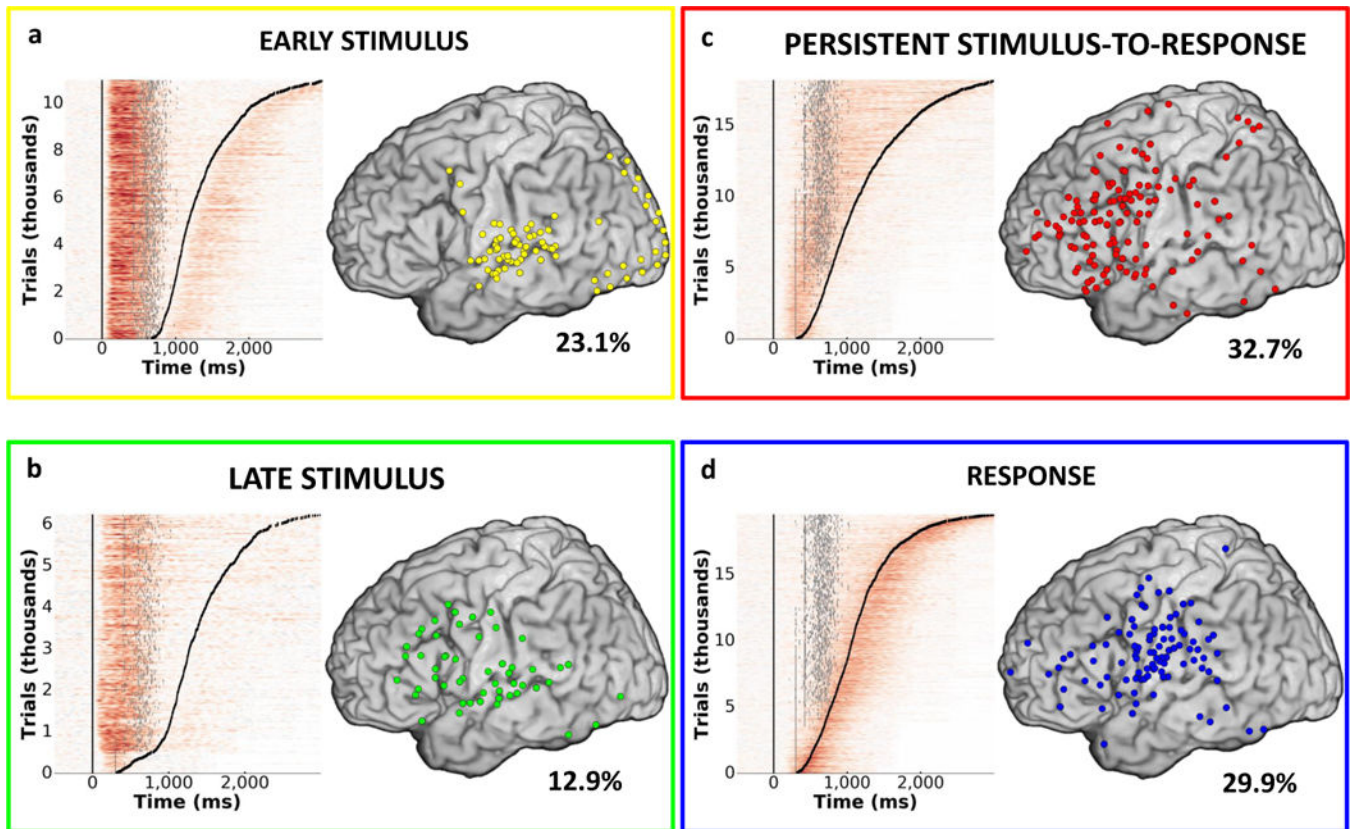 a
EARLY STIMULUS
Trials (thousands)
10
8
6
4
2
0
0 1,000 2,000
Time (ms)
23.1%
c
PERSISTENT STIMULUS-TO-RESPONSE
Trials (thousands)
15
10
5
0
0 1,000 2,000
Time (ms)
32.7%
b
LATE STIMULUS
Trials (thousands)
6
5
4
3
2
1
0
0 1,000 2,000
Time (ms)
12.9%
d
RESPONSE
Trials (thousands)
15
10
5
0
0 1,000 2,000
Time (ms)
29.9%